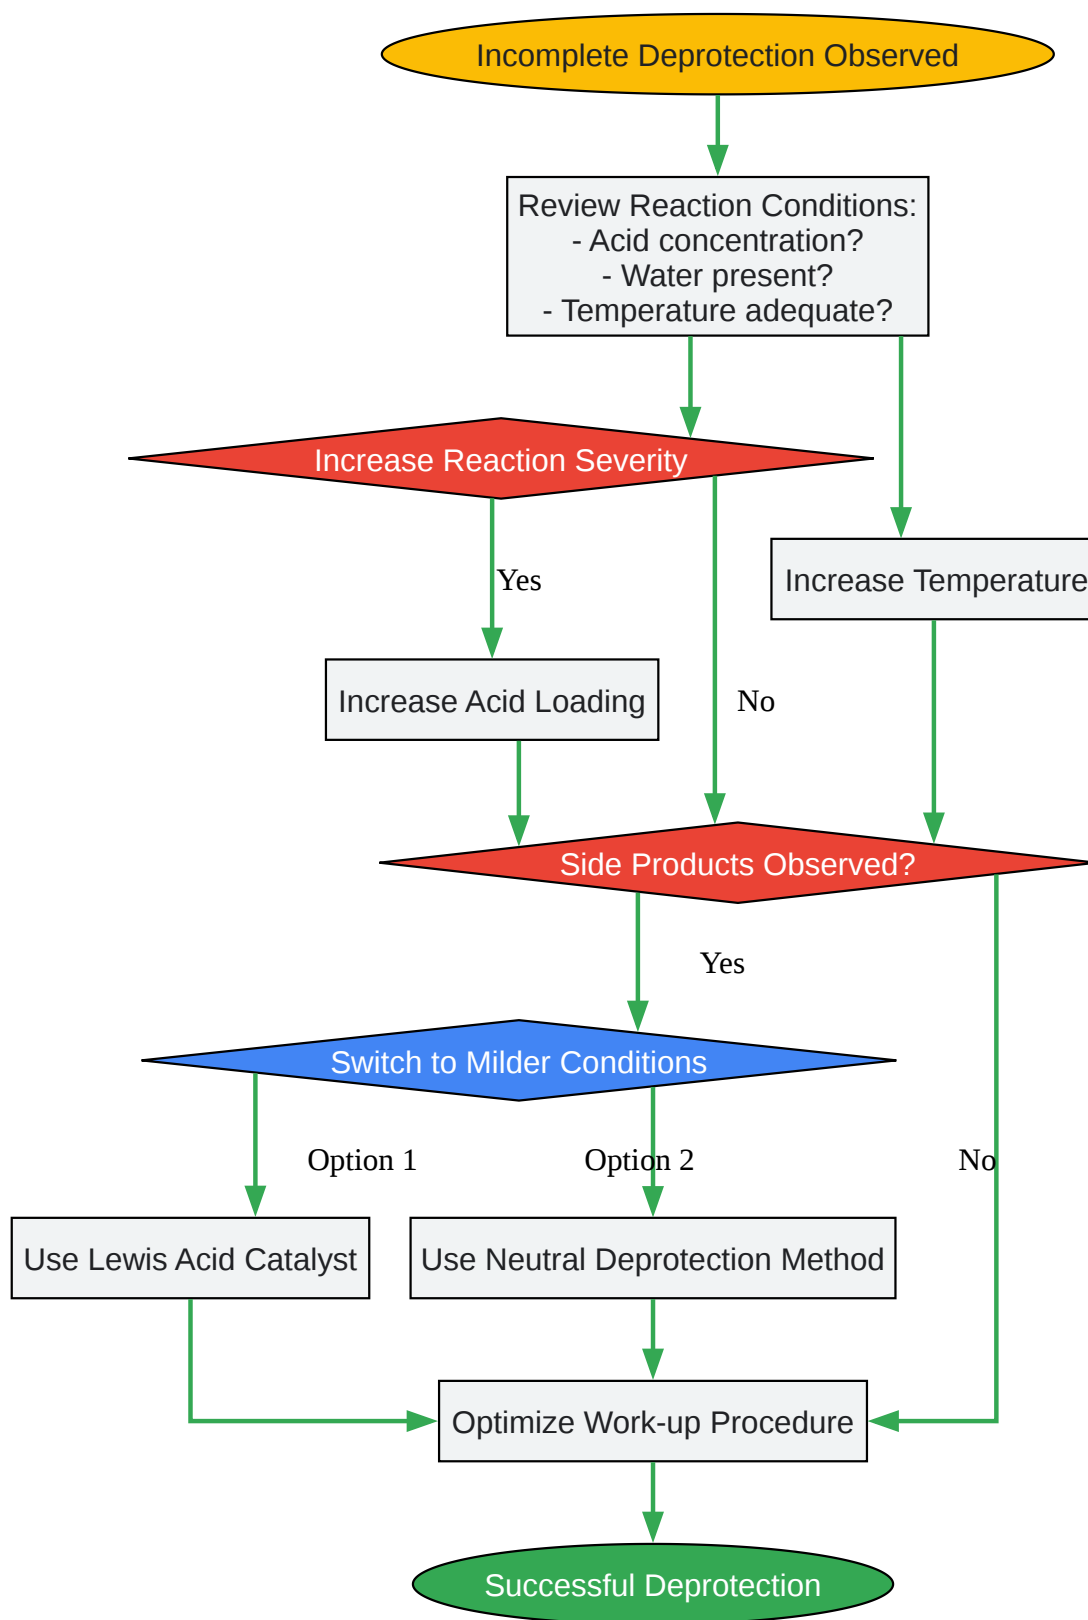 Incomplete Deprotection Observed
Review Reaction Conditions:
- Acid concentration?
- Water present?
- Temperature adequate?
Increase Reaction Severity
Yes
Increase Temperature
Increase Acid Loading
No
Side Products Observed?
Yes
Switch to Milder Conditions
Option 1
Option 2
No
Use Lewis Acid Catalyst
Use Neutral Deprotection Method
Optimize Work-up Procedure
Successful Deprotection